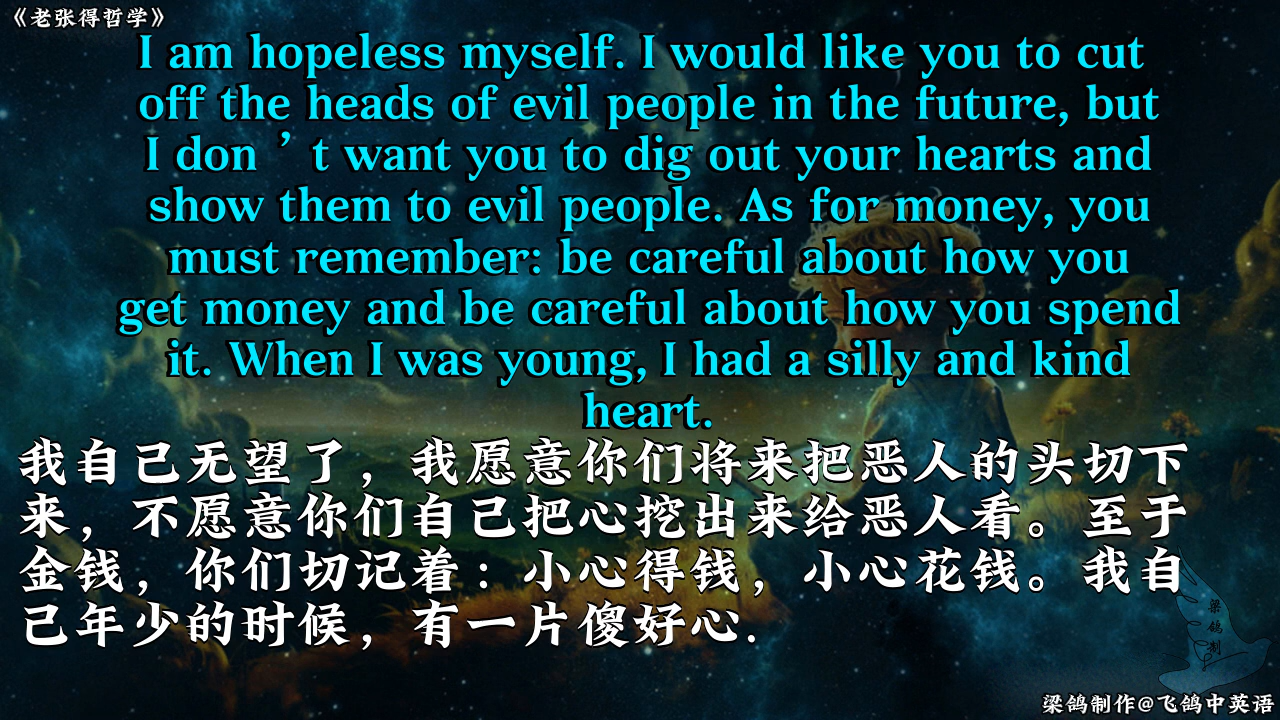 《老张得哲学》
I am hopeless myself. I would like you to cut
off the heads of evil people in the future, but
I don ’ t want you to dig out your hearts and
show them to evil people. As for money, you
must remember: be careful about how you
get money and be careful about how you spend
it. When I was young, I had a silly and kind
heart.
我自己无望了，我愿意你们将来把恶人的头切下
来，不愿意你们自己把心挖出来给恶人看。至于
金钱，你们切记着：小心得钱，小心花钱。我自
己年少的时候，有一片傻好心.
梁鸽制
梁鸽制作@飞鸽中英语